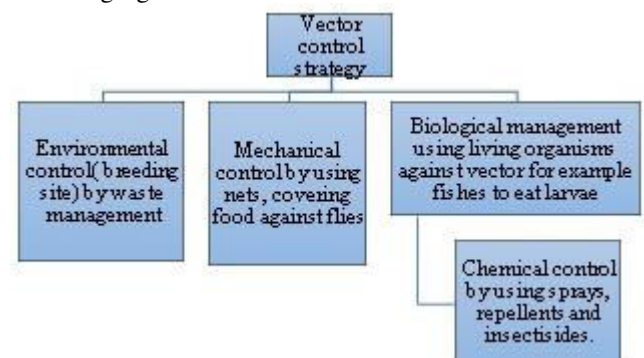 Vector
control
strategy
Environmental
control( breeding
site) by waste
management
Mechanical
control by using
nets, covering
food against flies
Biological management
using living organisms
against vector for example
fishes to eat larvae
Chemical control
by using sprays,
repellents and
insectisides.